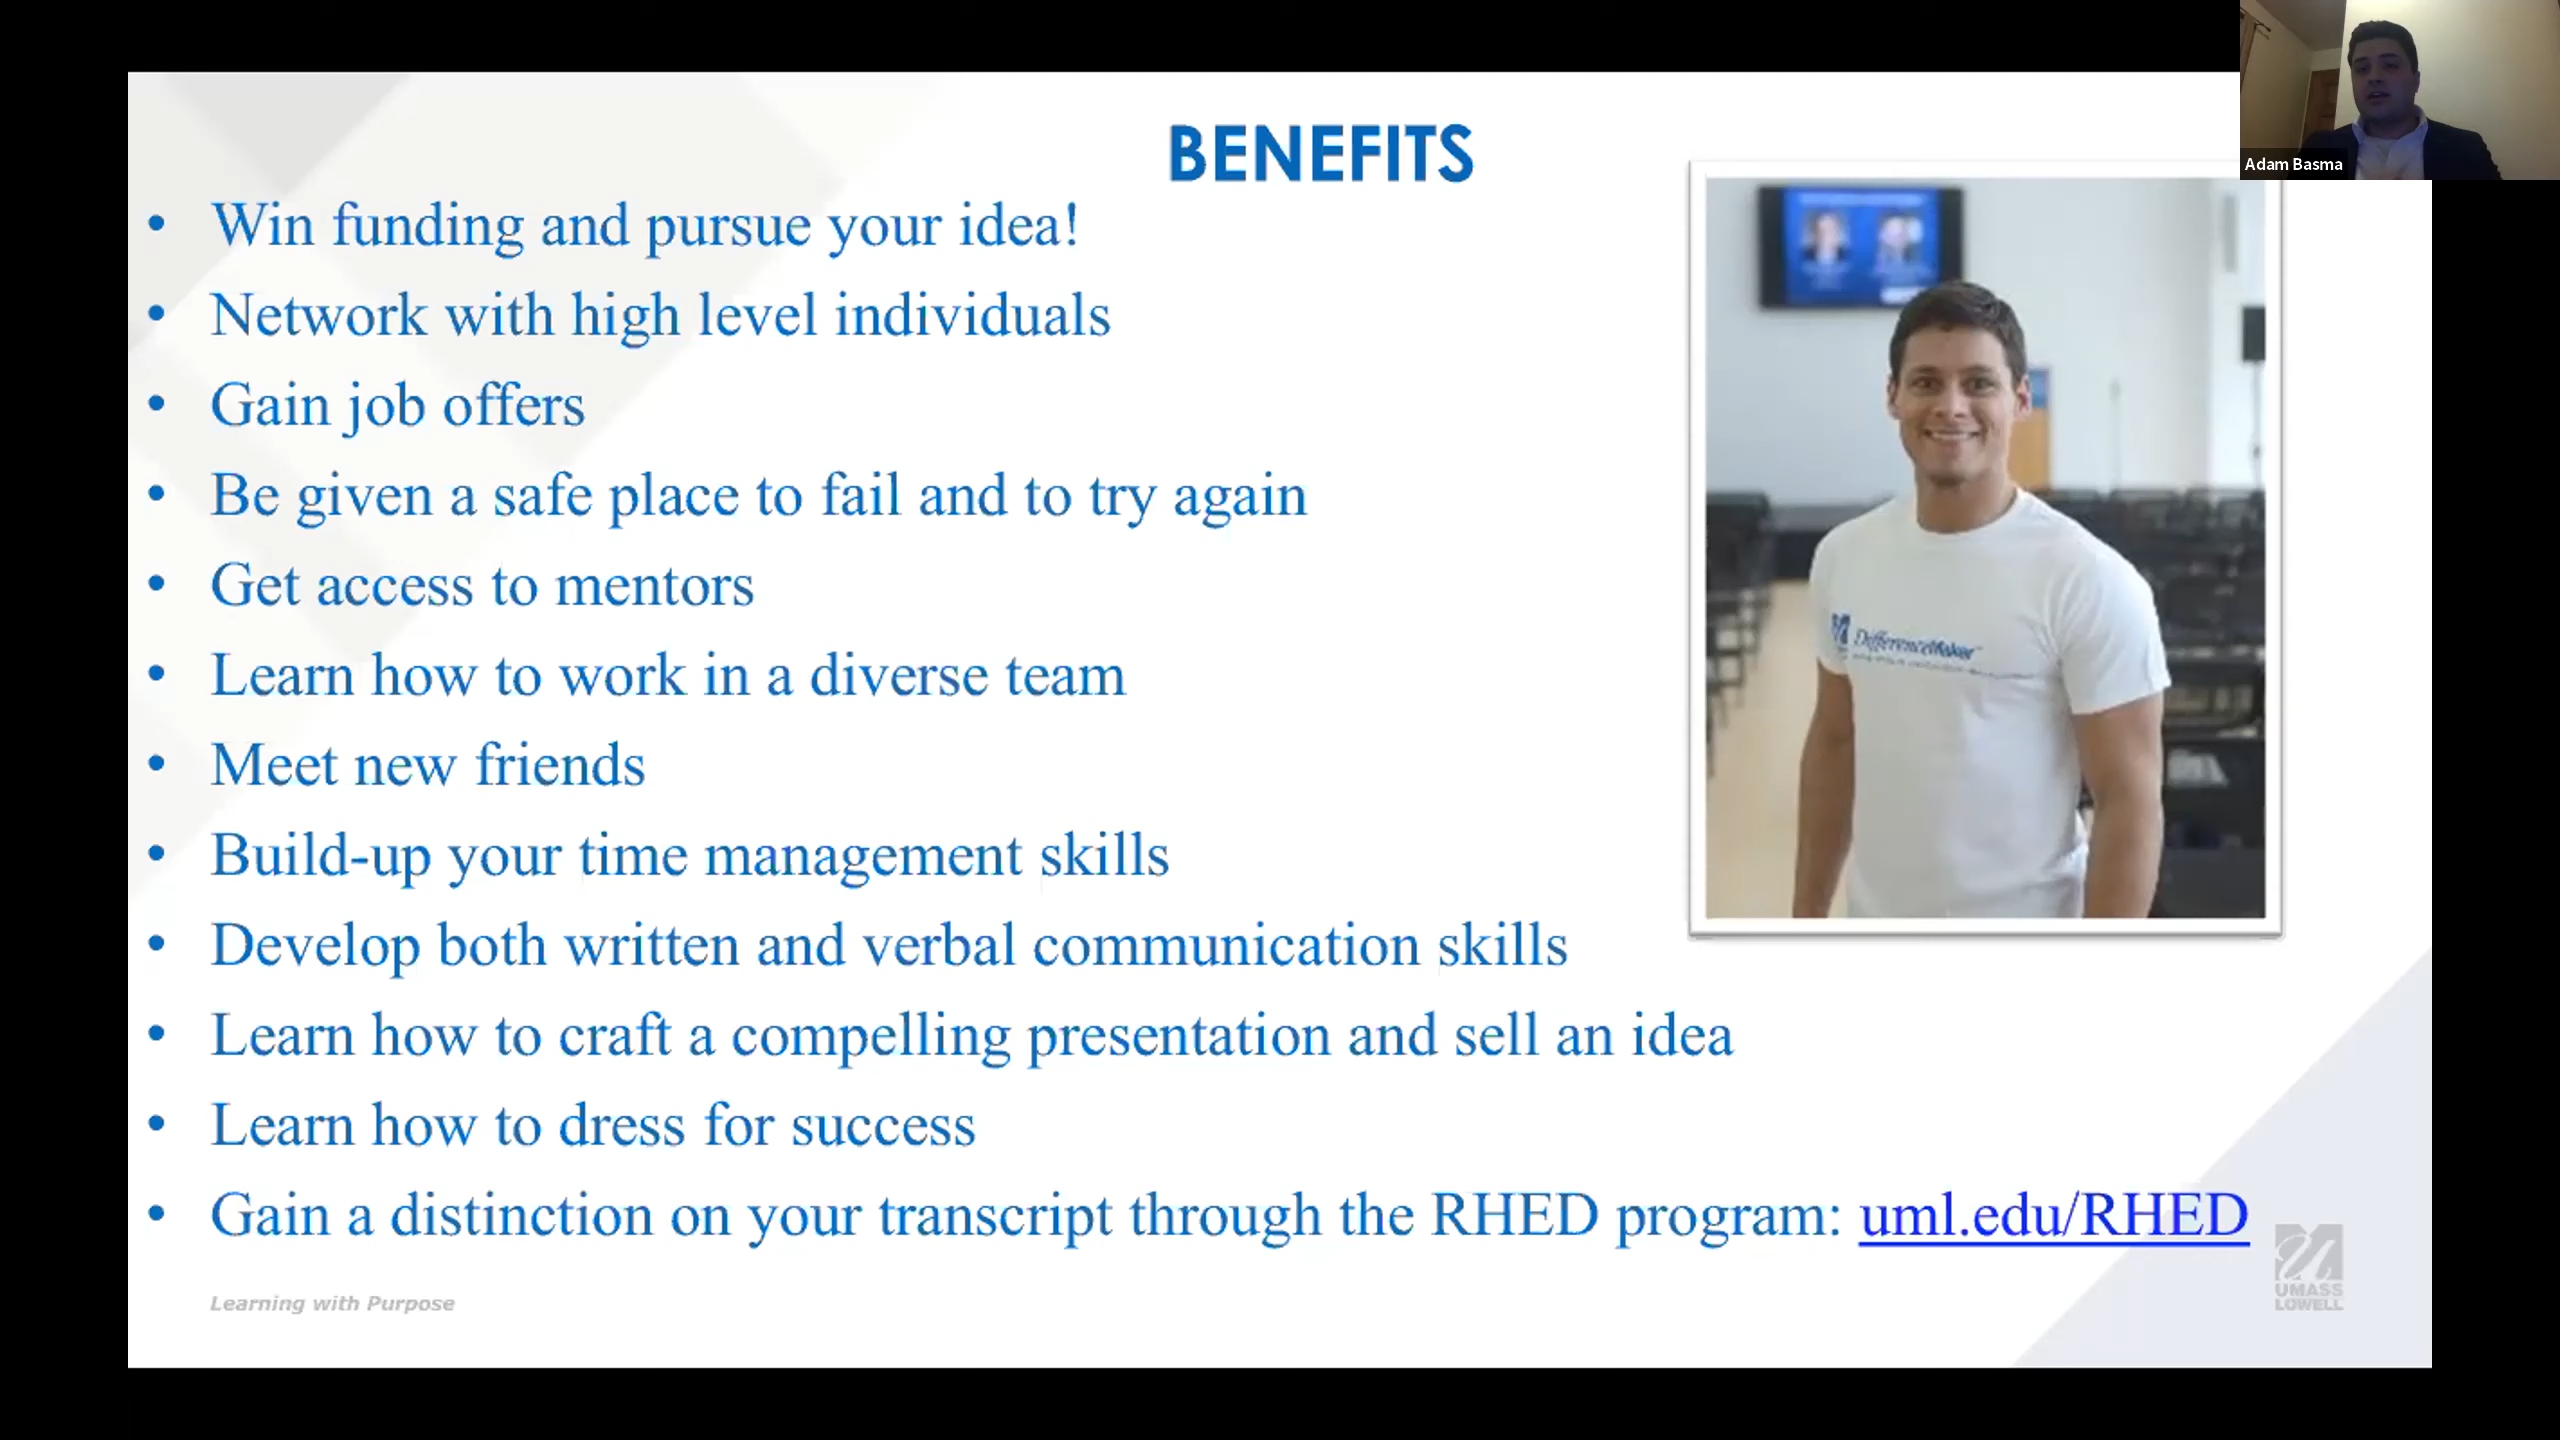 BENEFITS
Adam Basma
• Win funding and pursue your idea!
• Network with high level individuals
• Gain job offers
• Be given a safe place to fail and to try again
• Get access to mentors
• Learn how to work in a diverse team
DifferenceMaker
• Meet new friends
• Build-up your time management skills
• Develop both written and verbal communication skills
• Learn how to craft a compelling presentation and sell an idea
• Learn how to dress for success
• Gain a distinction on your transcript through the RHED program: uml.edu/RHED
Learning with Purpose
UMASS
LOWELL